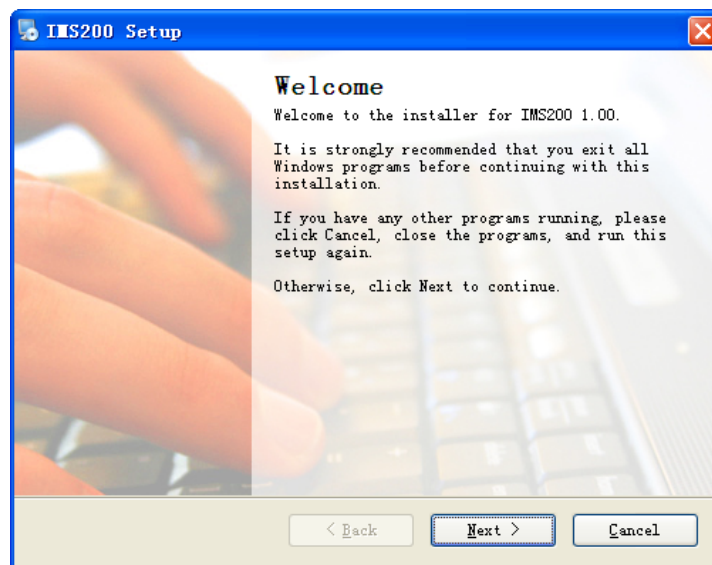 IMS200 Setup
Welcome
Welcome to the installer for IMS200 1.00.
It is strongly recommended that you exit all
Windows programs before continuing with this
installation.
If you have any other programs running, please
click Cancel, close the programs, and run this
setup again.
Otherwise, click Next to continue.
< Back
Next >
Cancel